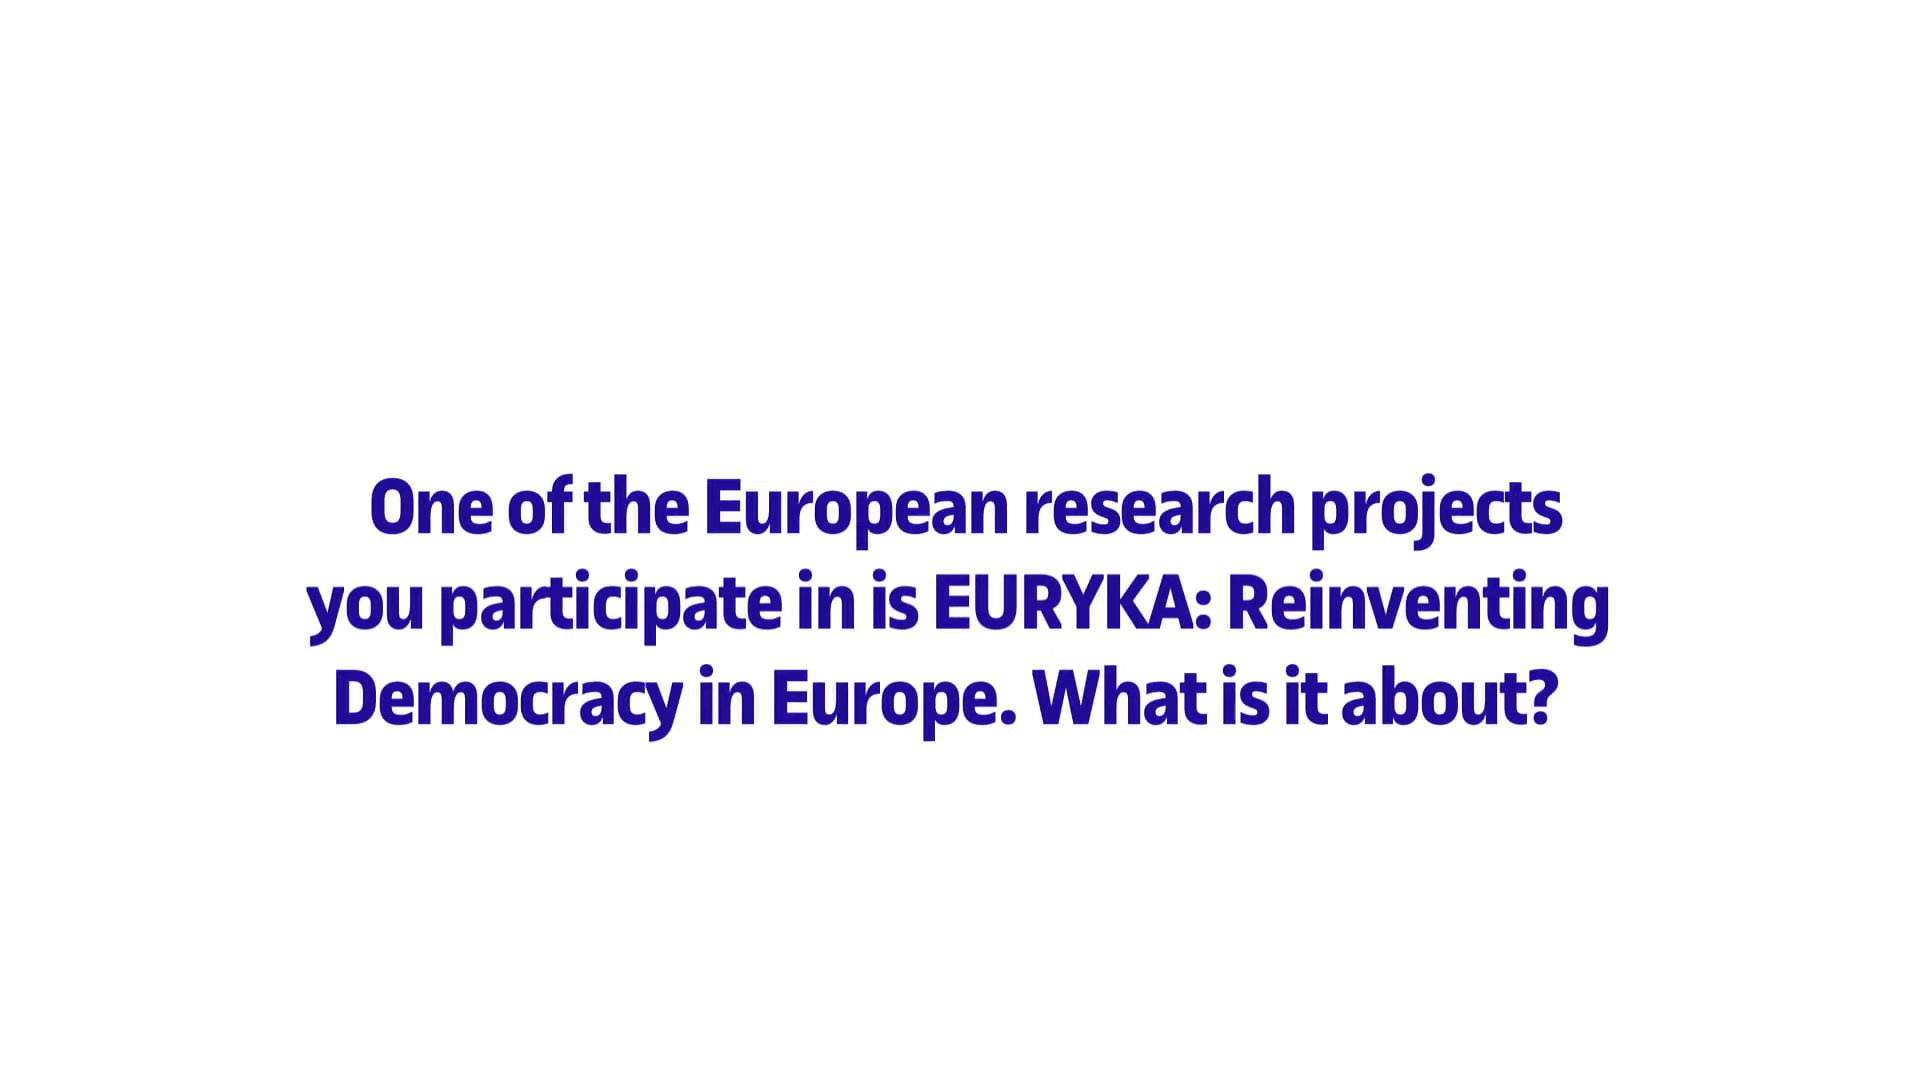 One of the European research projects
you participate in is EURYKA: Reinventing
Democracy in Europe. What is it about?